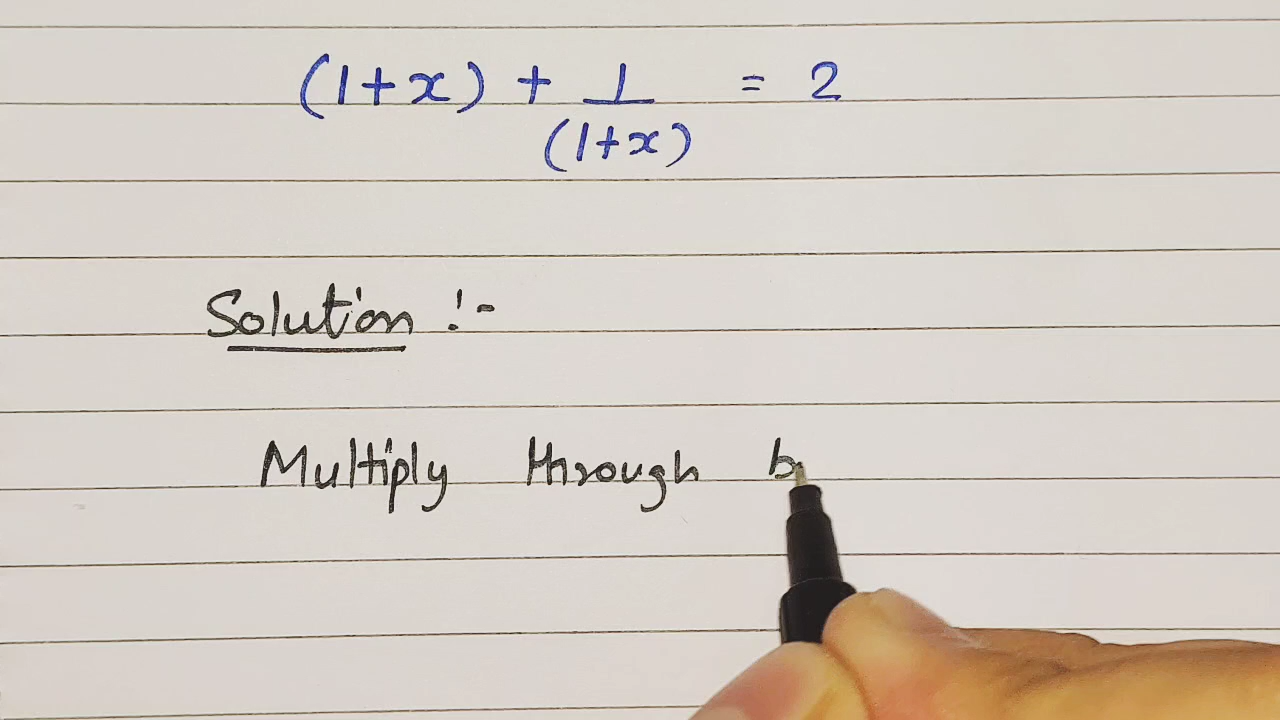 (1+x) + 1/(1+x) = 2
Solution :-
Multiply through b